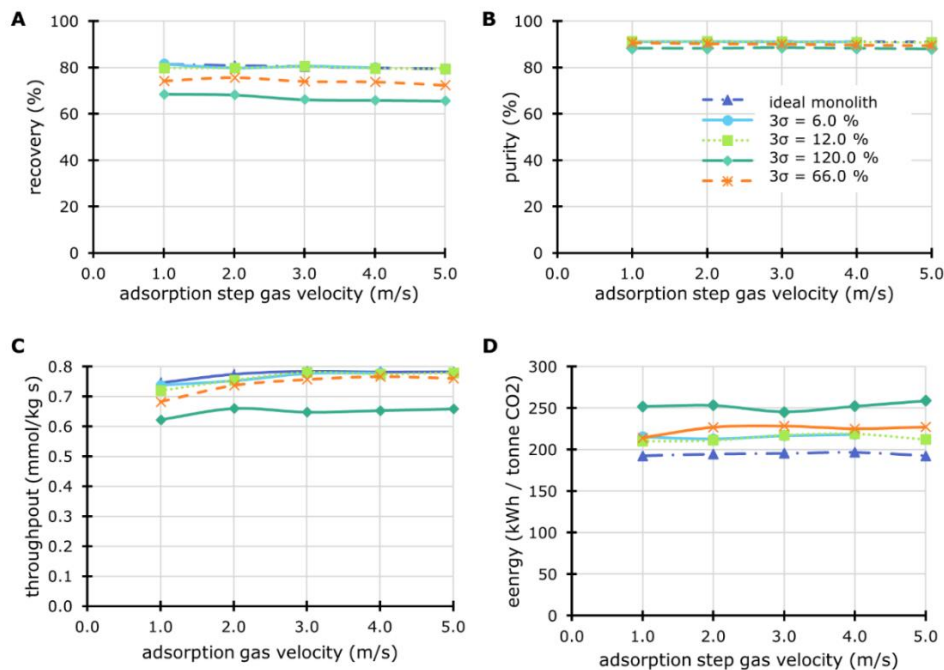 A
100
80
60
40
20
0
recovery (%)
0.0 1.0 2.0 3.0 4.0 5.0
adsorption step gas velocity (m/s)
B
100
80
60
40
20
0
purity (%)
ideal monolith
3σ = 6.0 %
3σ = 12.0 %
3σ = 120.0 %
3σ = 66.0 %
0.0 1.0 2.0 3.0 4.0 5.0
adsorption step gas velocity (m/s)
C
0.8
0.7
0.6
0.5
0.4
0.3
0.2
0.1
0.0
throughpout (mmol/kg s)
0.0 1.0 2.0 3.0 4.0 5.0
adsorption gas velocity (m/s)
D
300
250
200
150
100
50
0
eenrgy (kWh / tonne CO2)
0.0 1.0 2.0 3.0 4.0 5.0
adsorption step gas velocity (m/s)